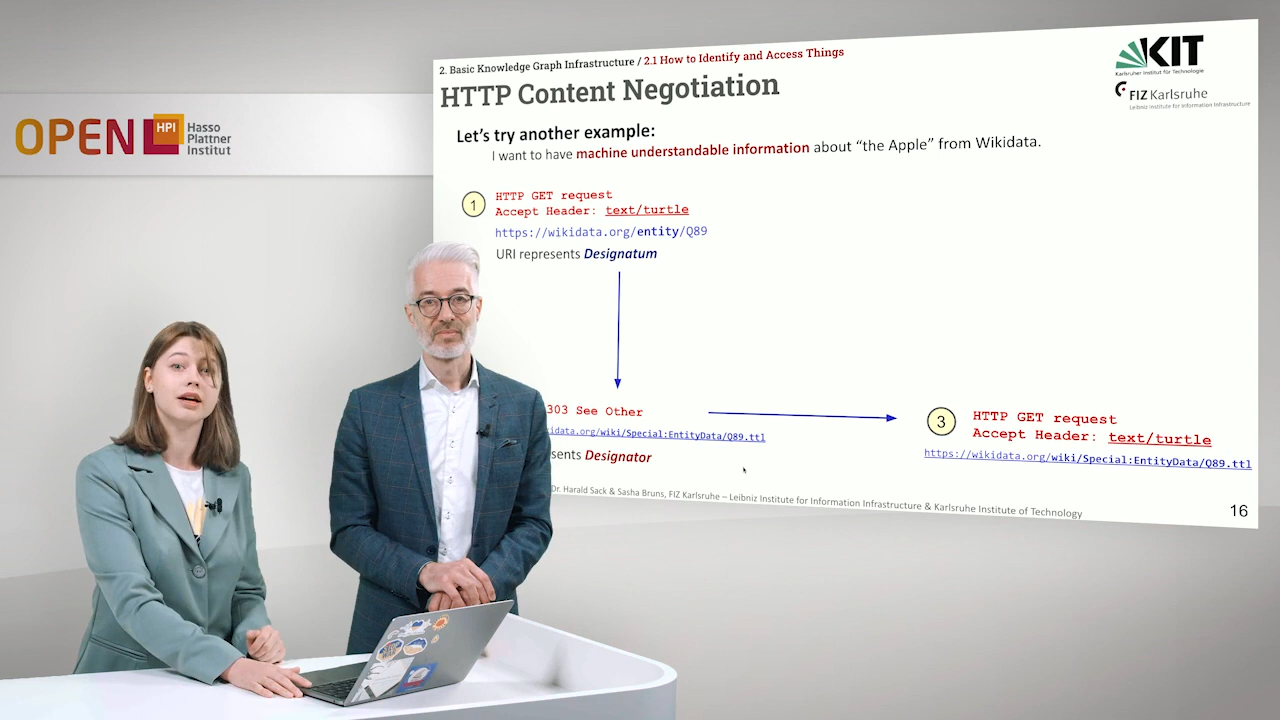 OPEN HPI Hasso
Plattner
Institut
2. Basic Knowledge Graph Infrastructure / 2.1 How to Identify and Access Things
HTTP Content Negotiation
KIT
Karlsruher Institut für Technologie
FIZ Karlsruhe
Leibniz Institute for Information Infrastructure
Let's try another example:
I want to have machine understandable information about “the Apple” from Wikidata.
1
HTTP GET request
Accept Header: text/turtle
https://wikidata.org/entity/Q89
URI represents Designatum
303 See Other
kidata.org/wiki/Special:EntityData/Q89.ttl
sents Designator
3
HTTP GET request
Accept Header: text/turtle
https://wikidata.org/wiki/Special:EntityData/Q89.ttl
Dr. Harald Sack & Sasha Bruns, FIZ Karlsruhe – Leibniz Institute for Information Infrastructure & Karlsruhe Institute of Technology
16